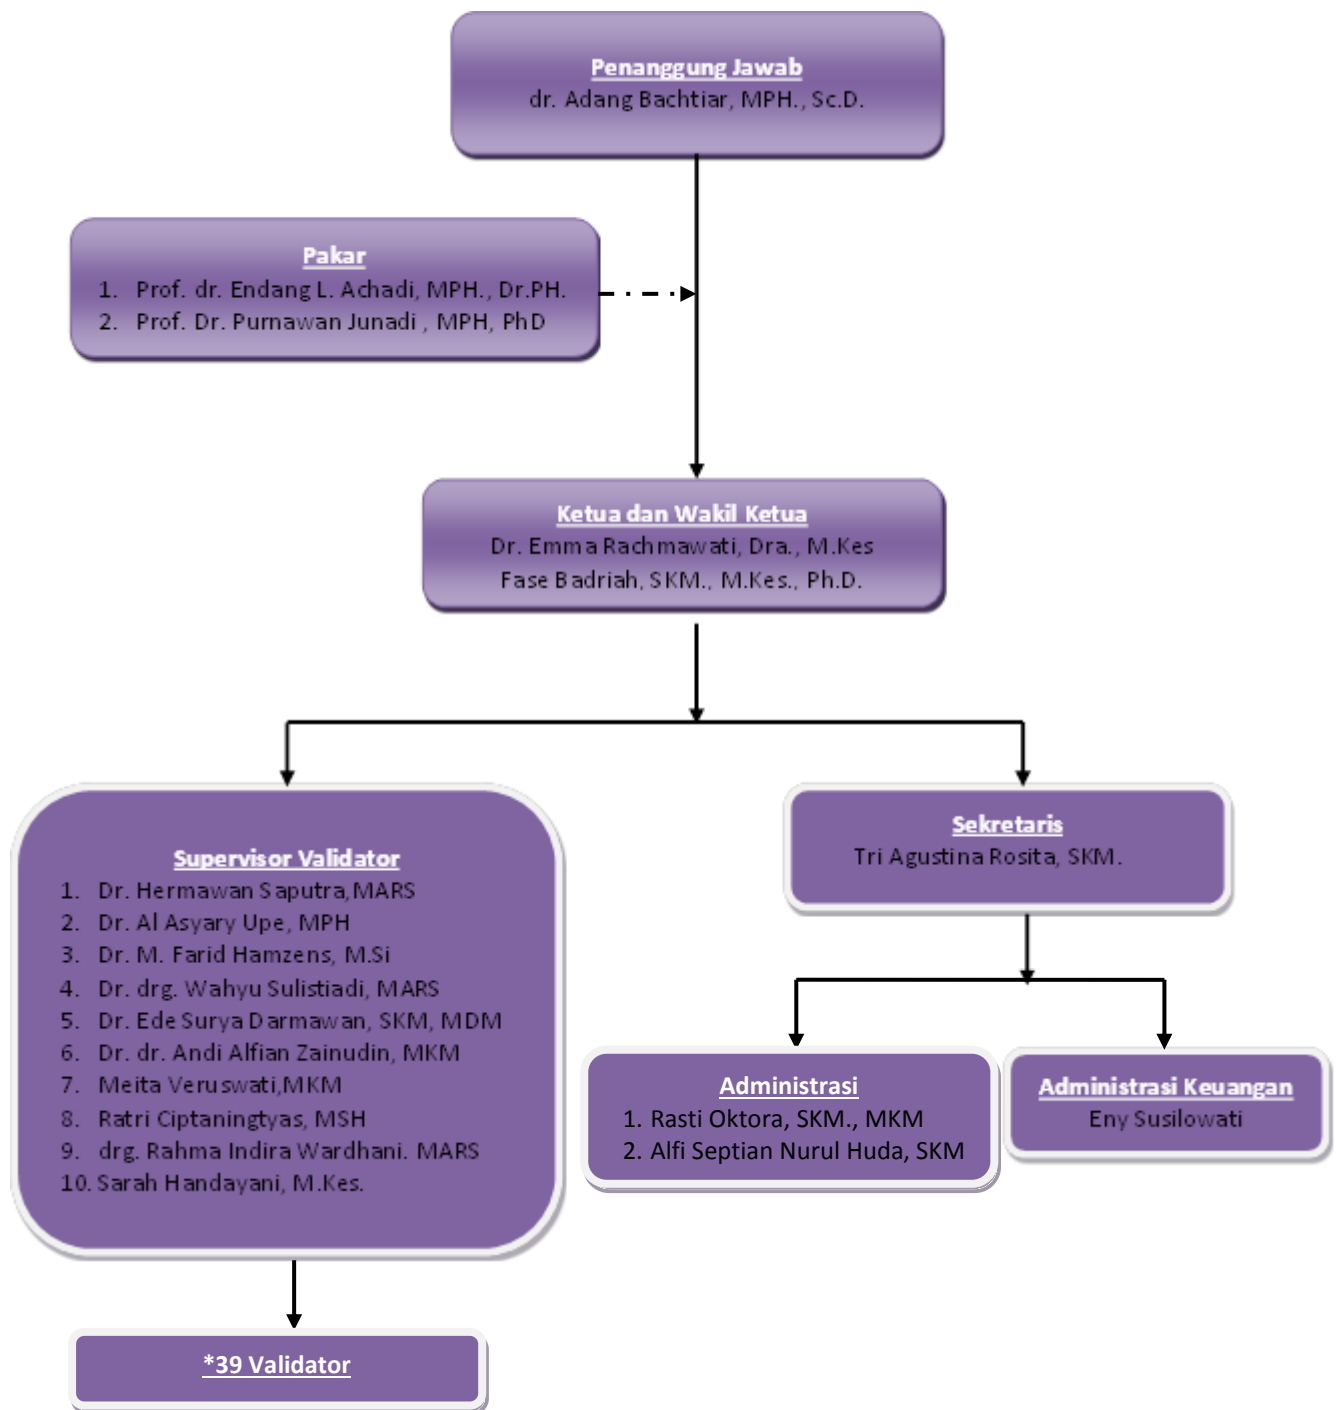 Penanggung Jawab
dr. Adang Bachtiar, MPH., Sc.D.
Pakar
1. Prof. dr. Endang L. Achadi, MPH., Dr.PH.
2. Prof. Dr. Purnawan Junadi , MPH, PhD
Ketua dan Wakil Ketua
Dr. Emma Rachmawati, Dra., M.Kes
Fase Badriah, SKM., M.Kes., Ph.D.
Supervisor Validator
1. Dr. Hermawan Saputra,MARS
2. Dr. Al Asyary Upe, MPH
3. Dr. M. Farid Hamzens, M.Si
4. Dr. drg. Wahyu Sulistiadi, MARS
5. Dr. Ede Surya Darmawan, SKM, MDM
6. Dr. dr. Andi Alfian Zainudin, MKM
7. Meita Veruswati,MKM
8. Ratri Ciptaningtyas, MSH
9. drg. Rahma Indira Wardhani. MARS
10. Sarah Handayani, M.Kes.
Sekretaris
Tri Agustina Rosita, SKM.
Administrasi
1. Rasti Oktora, SKM., MKM
2. Alfi Septian Nurul Huda, SKM
Administrasi Keuangan
Eny Susilowati
*39 Validator